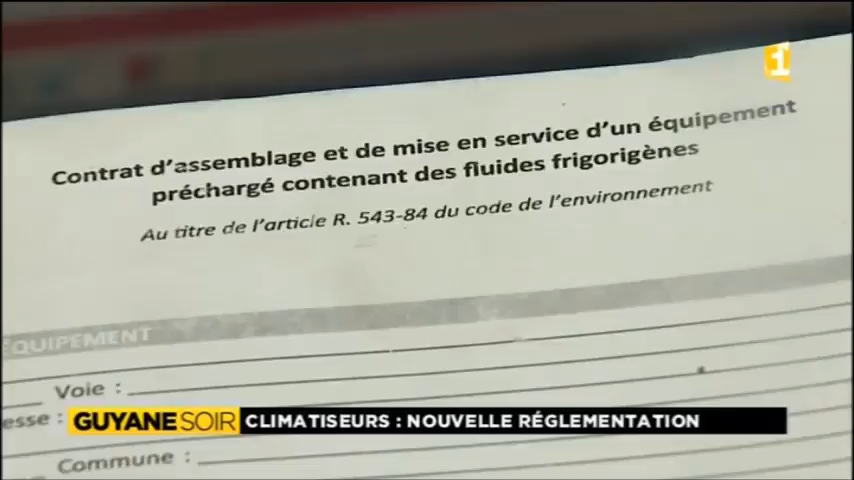 1
Contrat d'assemblage et de mise en service d'un équipement
préchargé contenant des fluides frigorigènes
Au titre de l'article R. 543-84 du code de l'environnement
ÉQUIPEMENT
Voie :
esse :
GUYANE SOIR CLIMATISEURS : NOUVELLE RÉGLEMENTATION
Commune :